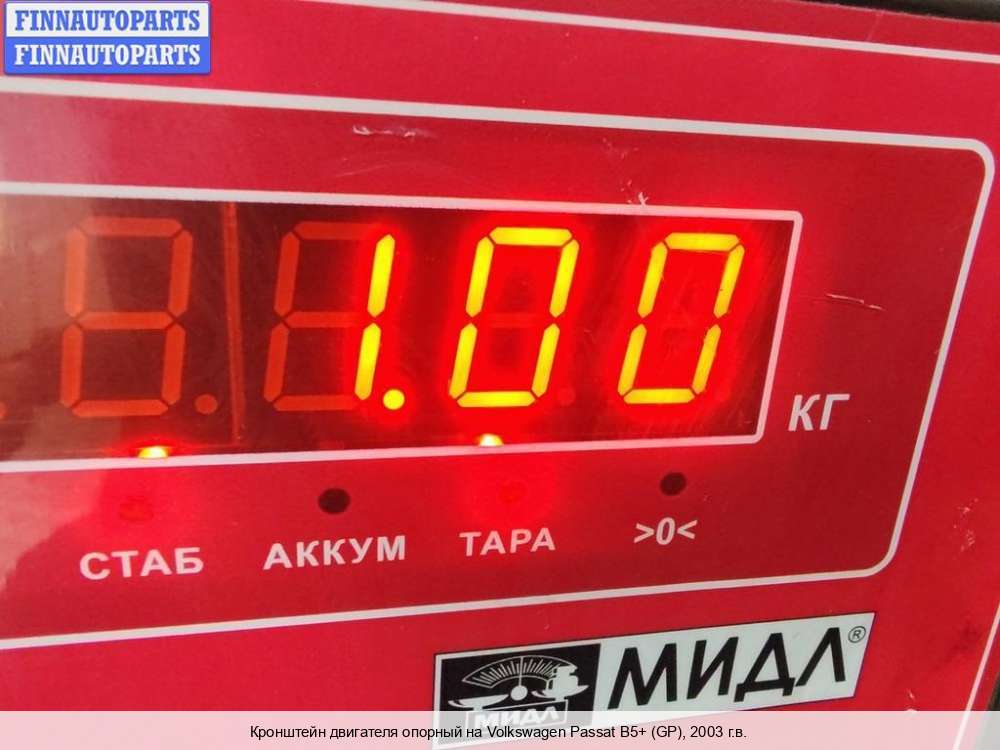 FINNAUTOPARTS
FINNAUTOPARTS
1.00
КГ
СТАБ АККУМ ТАРА >0<
МИДЛ®
МИДЛ
Кронштейн двигателя опорный на Volkswagen Passat B5+ (GP), 2003 г.в.